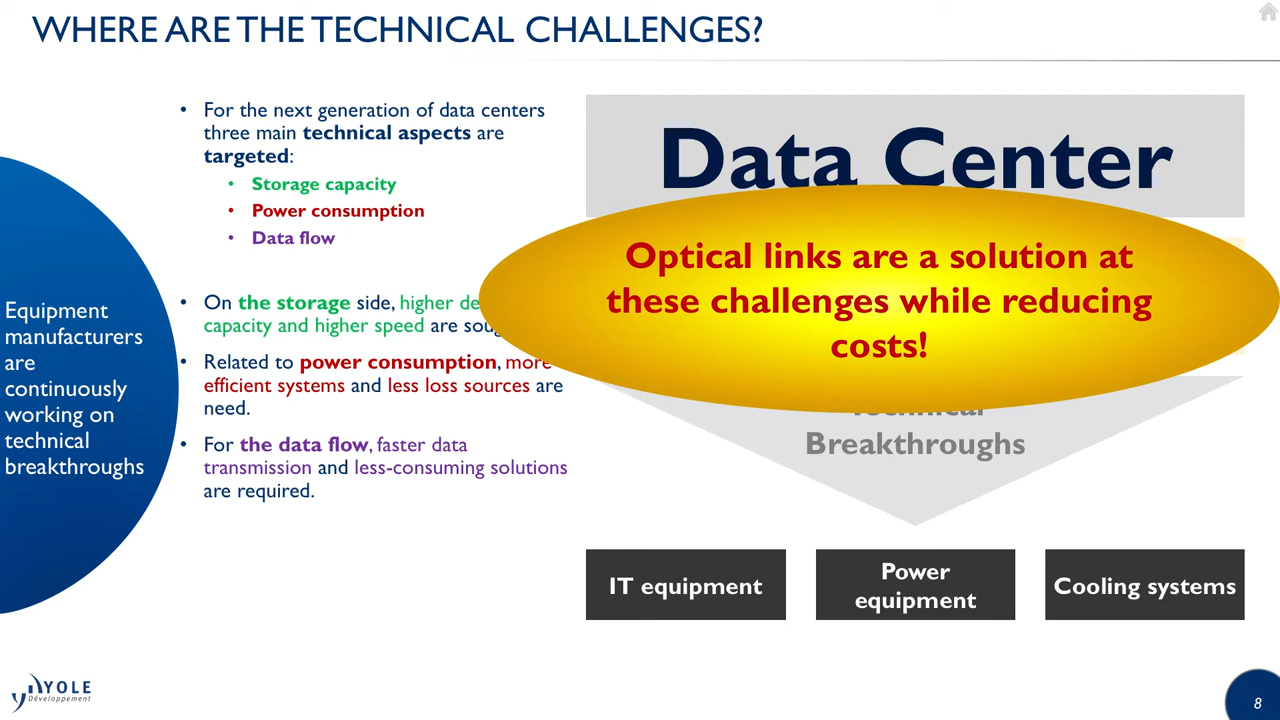 WHERE ARE THE TECHNICAL CHALLENGES?
Equipment
manufacturers
are
continuously
working on
technical
breakthroughs
• For the next generation of data centers
three main technical aspects are
targeted:
• Storage capacity
• Power consumption
• Data flow
• On the storage side, higher
capacity and higher speed are
• Related to power consumption, more
efficient systems and less loss sources are
need.
• For the data flow, faster data
transmission and less-consuming solutions
are required.
Data Center
Optical links are a solution at
these challenges while reducing
costs!
Technical
Breakthroughs
IT equipment
Power
equipment
Cooling systems
YOLE
Développement
8